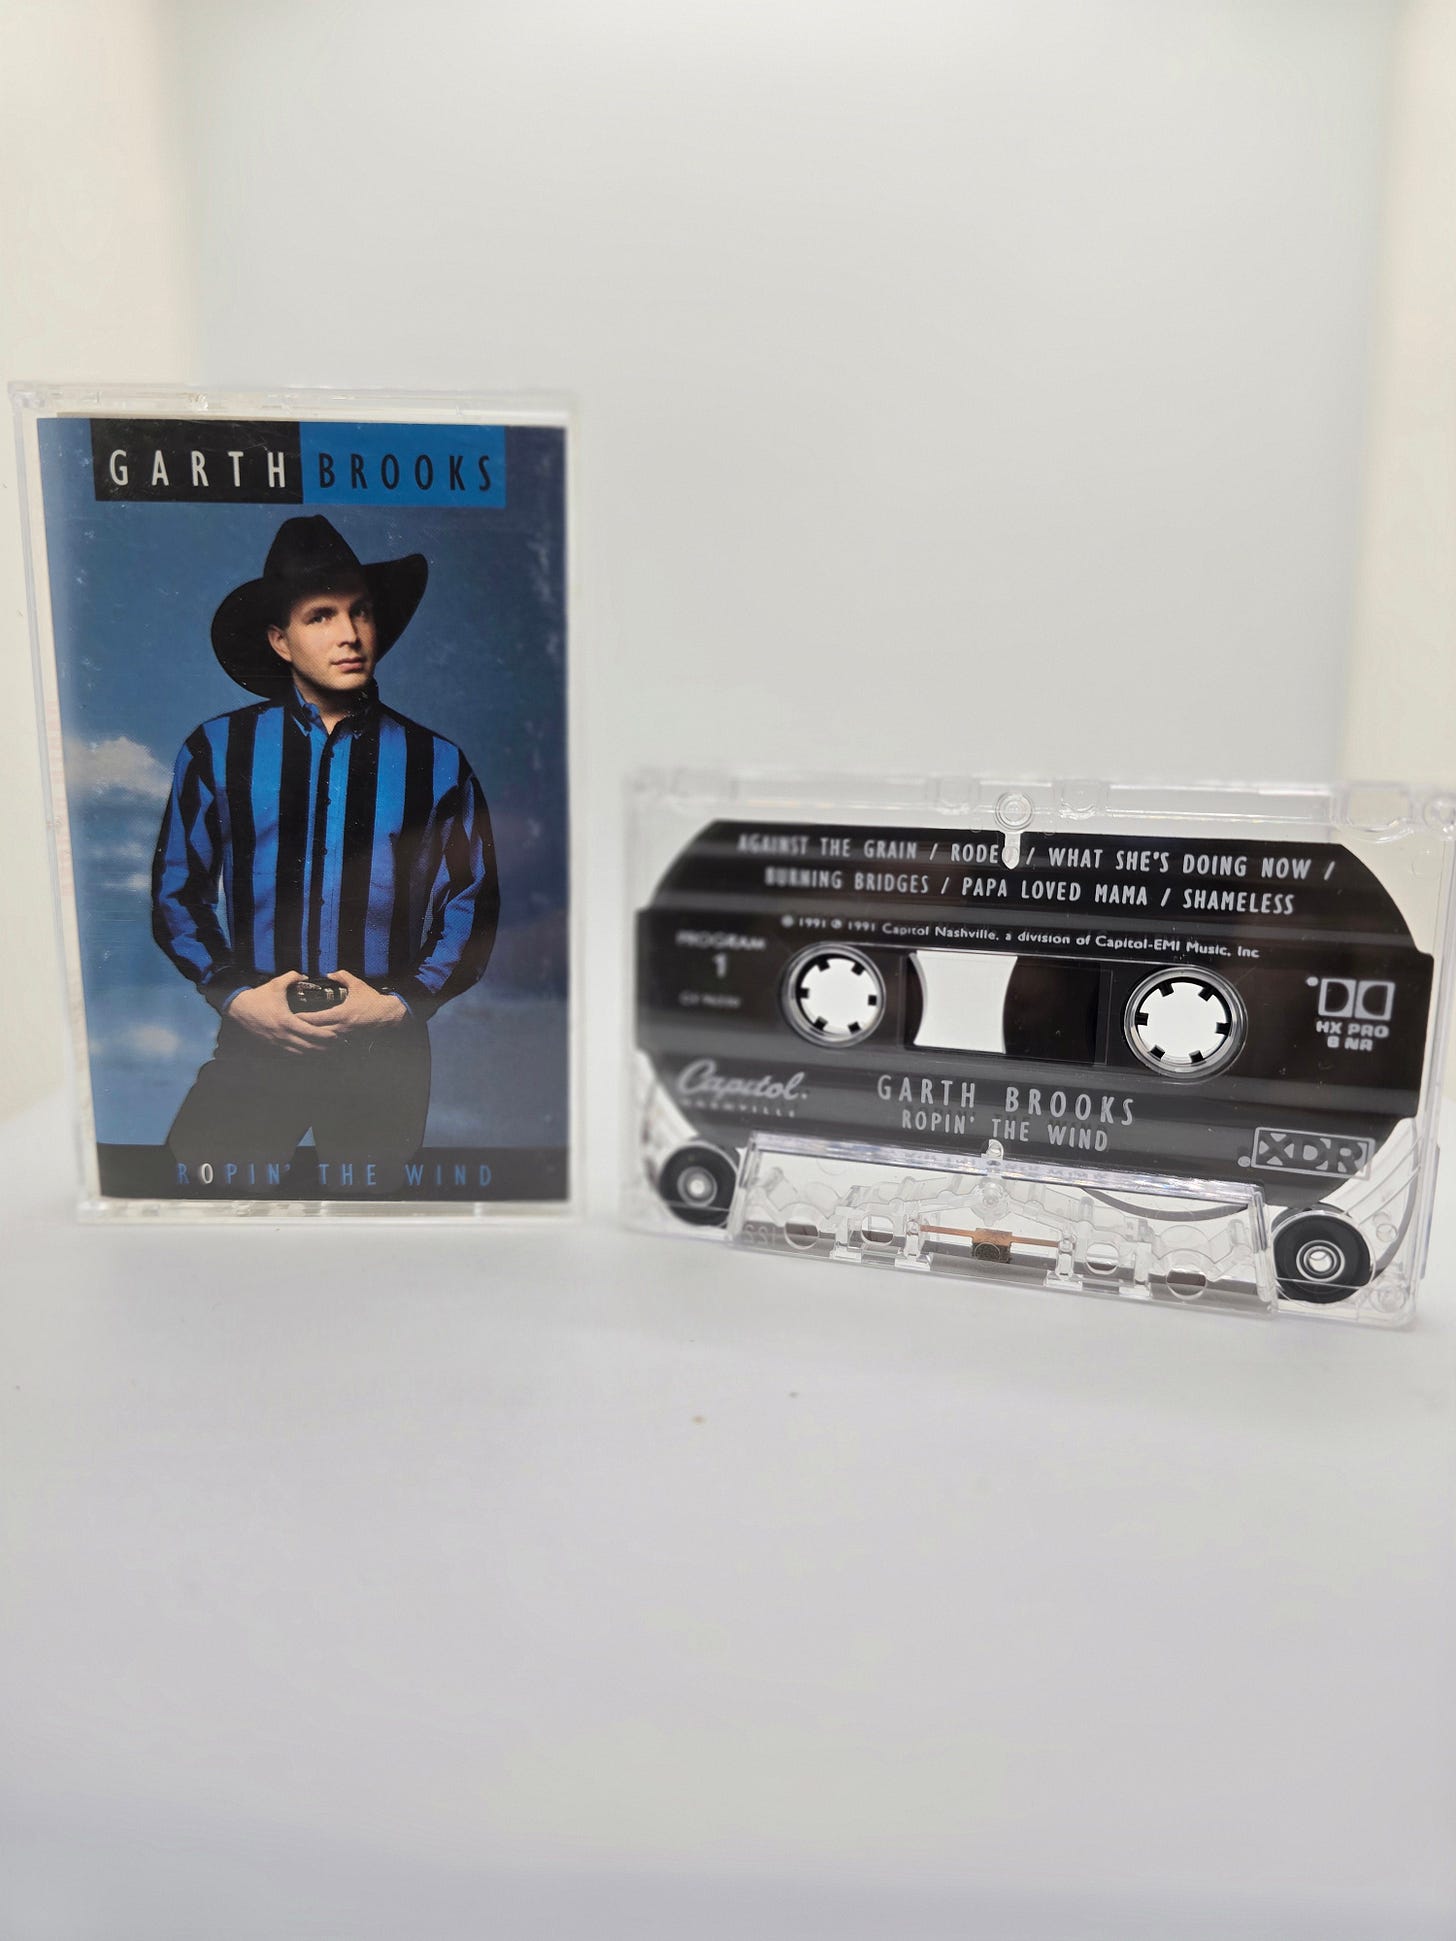 GARTH BROOKS
ROPIN' THE WIND
AGAINST THE GRAIN / RODEO / WHAT SHE'S DOING NOW /
BURNING BRIDGES / PAPA LOVED MAMA / SHAMELESS
© 1991 ℗ 1991 Capitol Nashville, a division of Capitol-EMI Music, Inc
PROGRAM
1
HX PRO
B NR
Capitol.
NASHVILLE
GARTH BROOKS
ROPIN' THE WIND
XDR